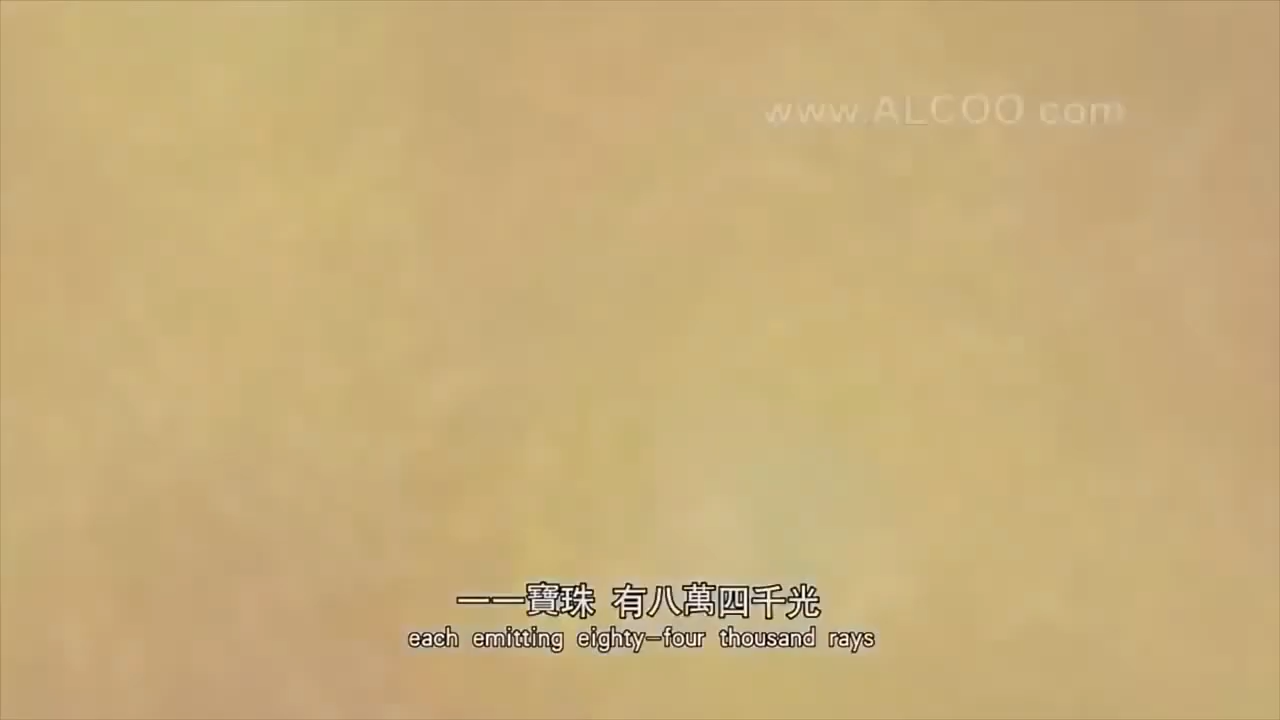 www.ALCOO com
一一寶珠 有八萬四千光
each emitting eighty-four thousand rays